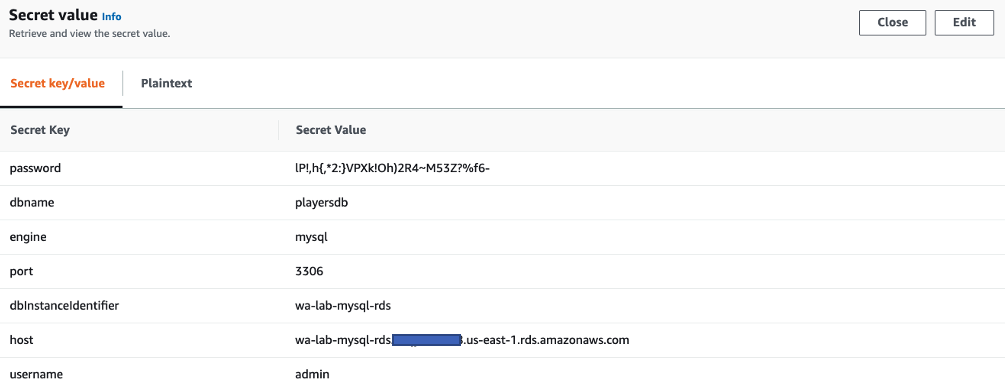 Secret value Info
Close
Edit
Retrieve and view the secret value.
Secret key/value
Plaintext
Secret Key Secret Value
password lP!,h{,*2:}VPXk!Oh)2R4~M53Z?%f6-
dbname playersdb
engine mysql
port 3306
dbInstanceIdentifier wa-lab-mysql-rds
host wa-lab-mysql-rds. .us-east-1.rds.amazonaws.com
username admin